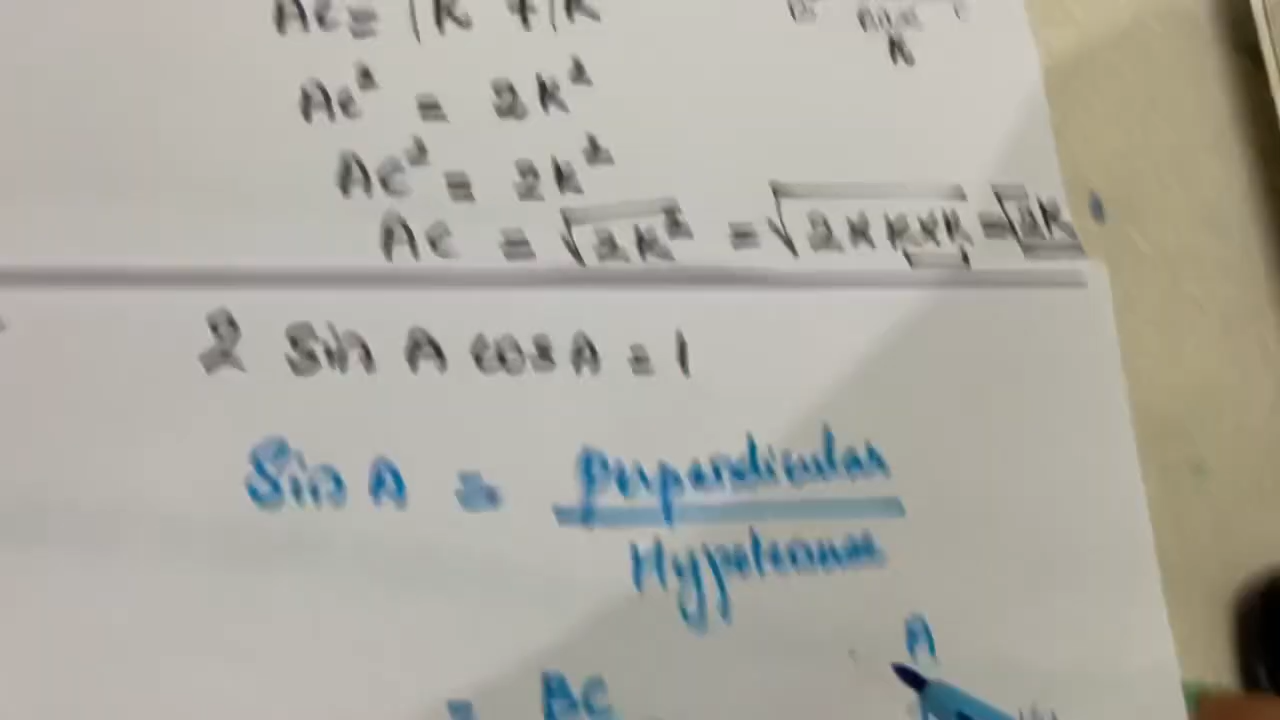 AC² = 2K²
AC² = 2K²
AC = √2K² = √2×K×K = √2K
2 Sin A cos A = 1
Sin A = Perpendicular / Hypotenuse
= BC
A